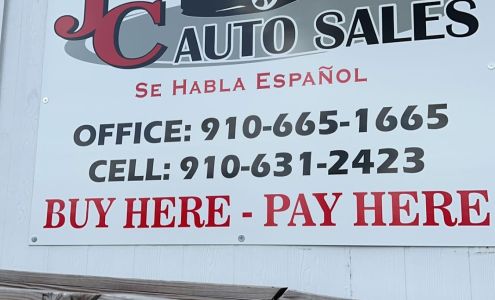 JC AUTO SALES
SE HABLA ESPAÑOL
OFFICE: 910-665-1665
CELL: 910-631-2423
BUY HERE - PAY HERE